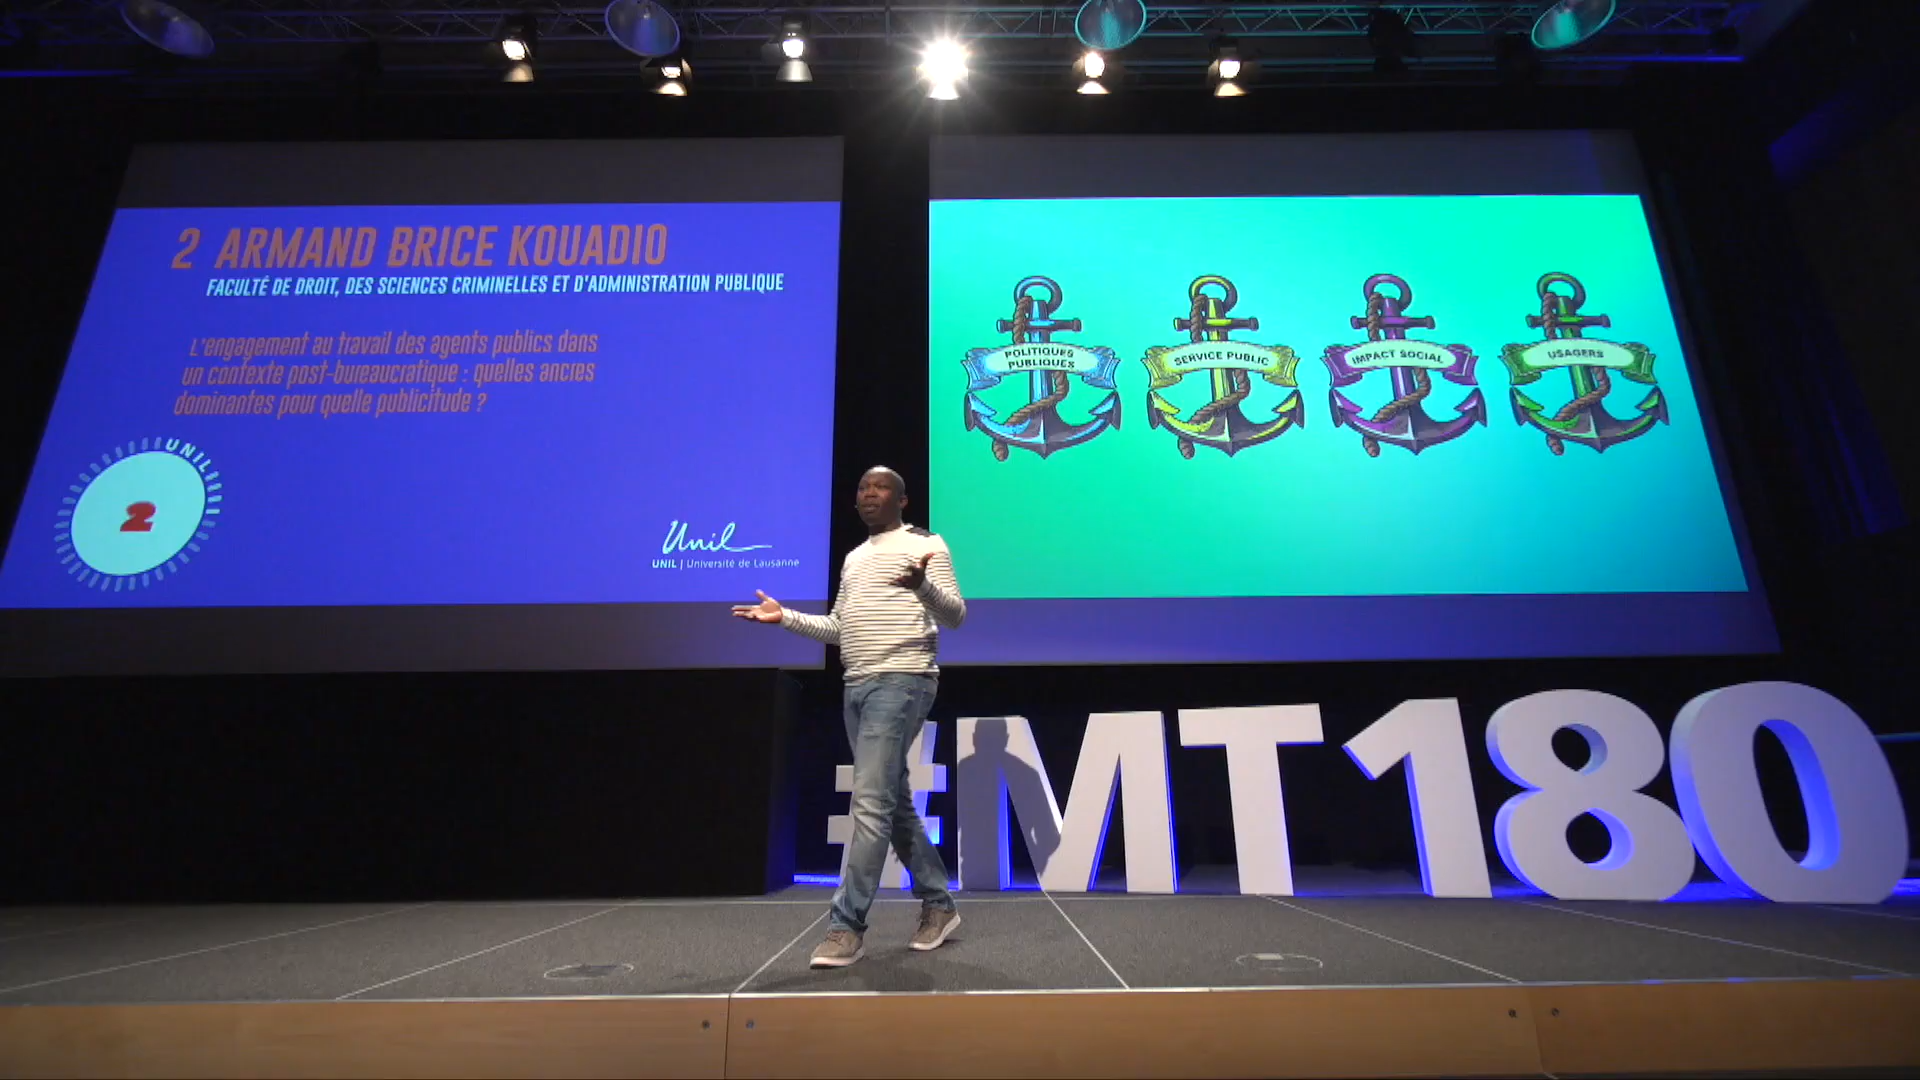 2 ARMAND BRICE KOUADIO
FACULTÉ DE DROIT, DES SCIENCES CRIMINELLES ET D'ADMINISTRATION PUBLIQUE
L'engagement au travail des agents publics dans
un contexte post-bureaucratique : quelles ancres
dominantes pour quelle publicitude ?
UNIL
2
Unil
UNIL | Université de Lausanne
POLITIQUES
PUBLIQUES
SERVICE PUBLIC
IMPACT SOCIAL
USAGERS
#MT180